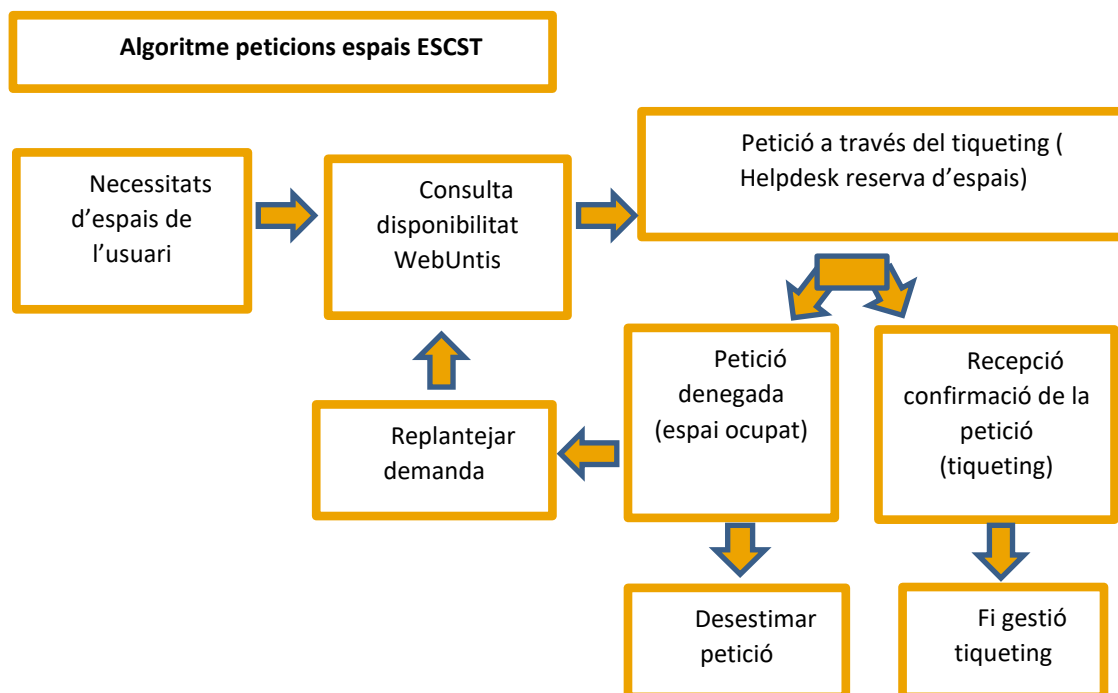 Algoritme peticions espais ESCST
Necessitats
d’espais de
l’usuari
Consulta
disponibilitat
WebUntis
Petició a través del tiqueting (
Helpdesk reserva d’espais)
Petició
denegada
(espai ocupat)
Recepció
confirmació de la
petició
(tiqueting)
Replantejar
demanda
Desestimar
petició
Fi gestió
tiqueting